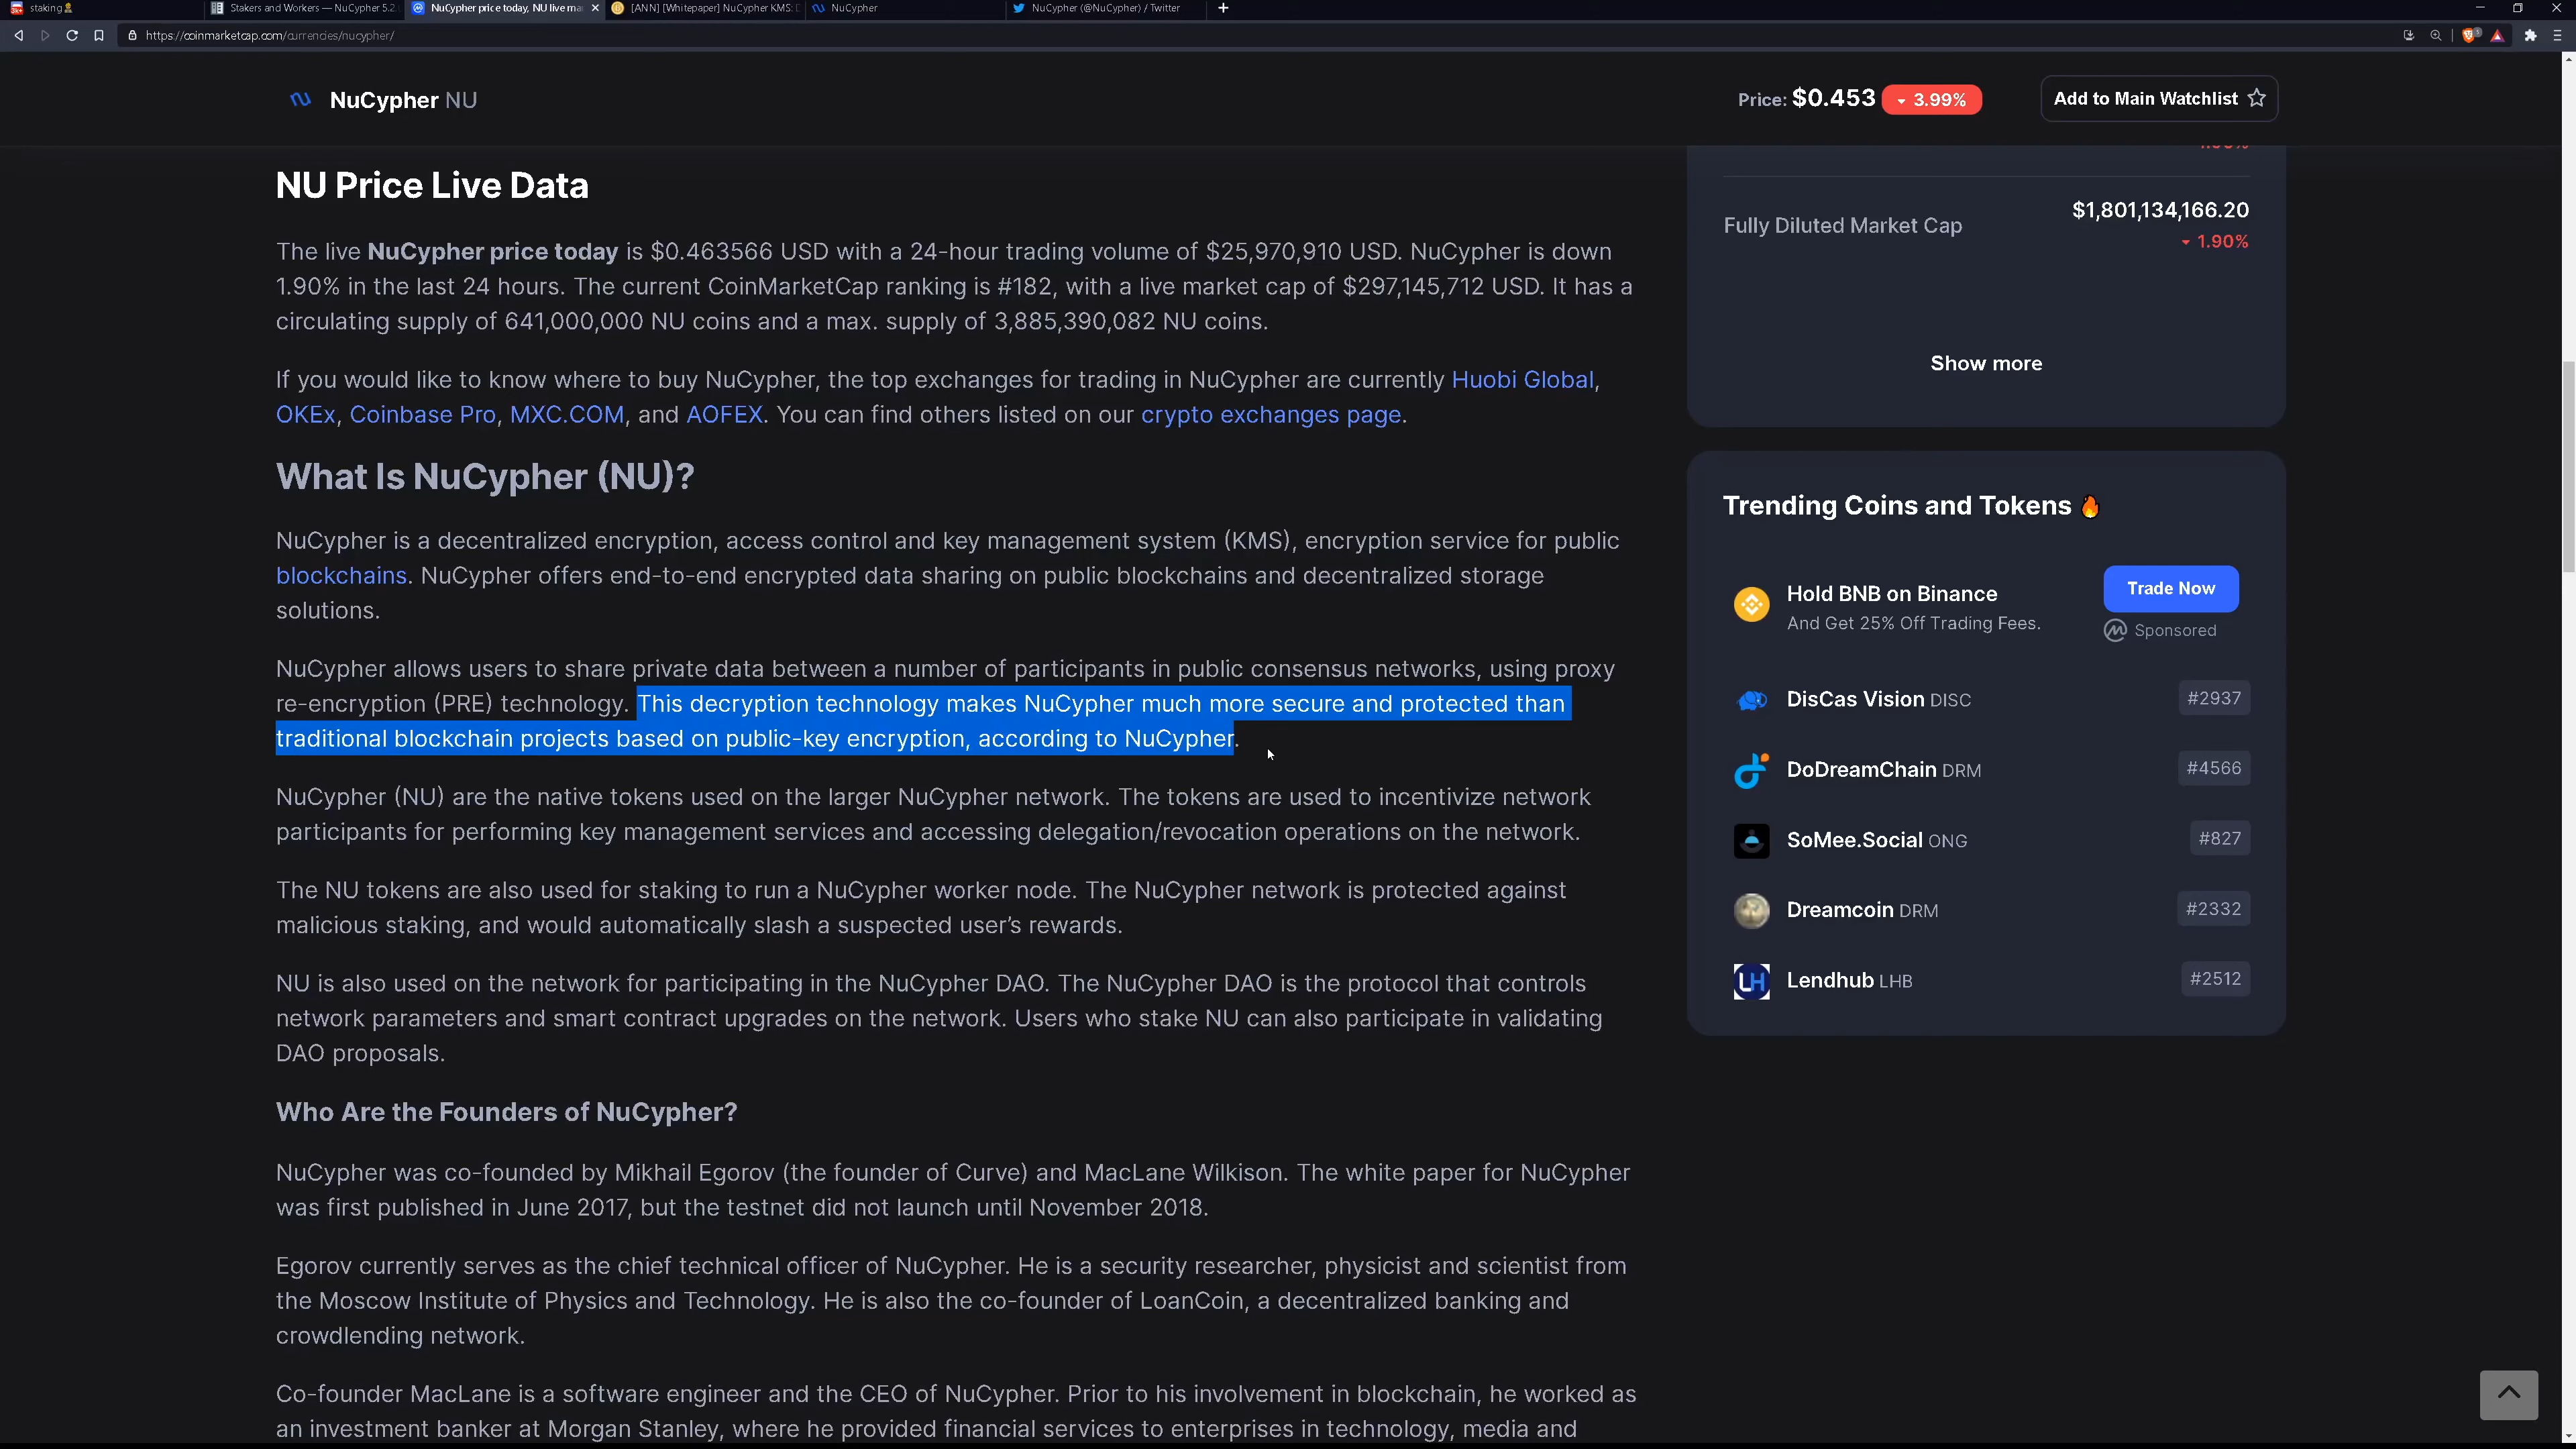 staking
Stakers and Workers — NuCypher 5.2
NuCypher price today, NU live ma
[ANN] [Whitepaper] NuCypher KMS: D
NuCypher
NuCypher (@NuCypher) / Twitter
https://coinmarketcap.com/currencies/nucypher/
NuCypher NU
Price: $0.453
3.99%
Add to Main Watchlist
NU Price Live Data
The live NuCypher price today is $0.463566 USD with a 24-hour trading volume of $25,970,910 USD. NuCypher is down
1.90% in the last 24 hours. The current CoinMarketCap ranking is #182, with a live market cap of $297,145,712 USD. It has a
circulating supply of 641,000,000 NU coins and a max. supply of 3,885,390,082 NU coins.
If you would like to know where to buy NuCypher, the top exchanges for trading in NuCypher are currently Huobi Global,
OKEx, Coinbase Pro, MXC.COM, and AOFEX. You can find others listed on our crypto exchanges page.
What Is NuCypher (NU)?
NuCypher is a decentralized encryption, access control and key management system (KMS), encryption service for public
blockchains. NuCypher offers end-to-end encrypted data sharing on public blockchains and decentralized storage
solutions.
NuCypher allows users to share private data between a number of participants in public consensus networks, using proxy
re-encryption (PRE) technology. This decryption technology makes NuCypher much more secure and protected than
traditional blockchain projects based on public-key encryption, according to NuCypher.
NuCypher (NU) are the native tokens used on the larger NuCypher network. The tokens are used to incentivize network
participants for performing key management services and accessing delegation/revocation operations on the network.
The NU tokens are also used for staking to run a NuCypher worker node. The NuCypher network is protected against
malicious staking, and would automatically slash a suspected user's rewards.
NU is also used on the network for participating in the NuCypher DAO. The NuCypher DAO is the protocol that controls
network parameters and smart contract upgrades on the network. Users who stake NU can also participate in validating
DAO proposals.
Who Are the Founders of NuCypher?
NuCypher was co-founded by Mikhail Egorov (the founder of Curve) and MacLane Wilkison. The white paper for NuCypher
was first published in June 2017, but the testnet did not launch until November 2018.
Egorov currently serves as the chief technical officer of NuCypher. He is a security researcher, physicist and scientist from
the Moscow Institute of Physics and Technology. He is also the co-founder of LoanCoin, a decentralized banking and
crowdlending network.
Co-founder MacLane is a software engineer and the CEO of NuCypher. Prior to his involvement in blockchain, he worked as
an investment banker at Morgan Stanley, where he provided financial services to enterprises in technology, media and
Fully Diluted Market Cap
$1,801,134,166.20
1.90%
Show more
Trending Coins and Tokens 🔥
Hold BNB on Binance
And Get 25% Off Trading Fees.
Trade Now
Sponsored
DisCas Vision DISC
#2937
DoDreamChain DRM
#4566
SoMee.Social ONG
#827
Dreamcoin DRM
#2332
LH
Lendhub LHB
#2512